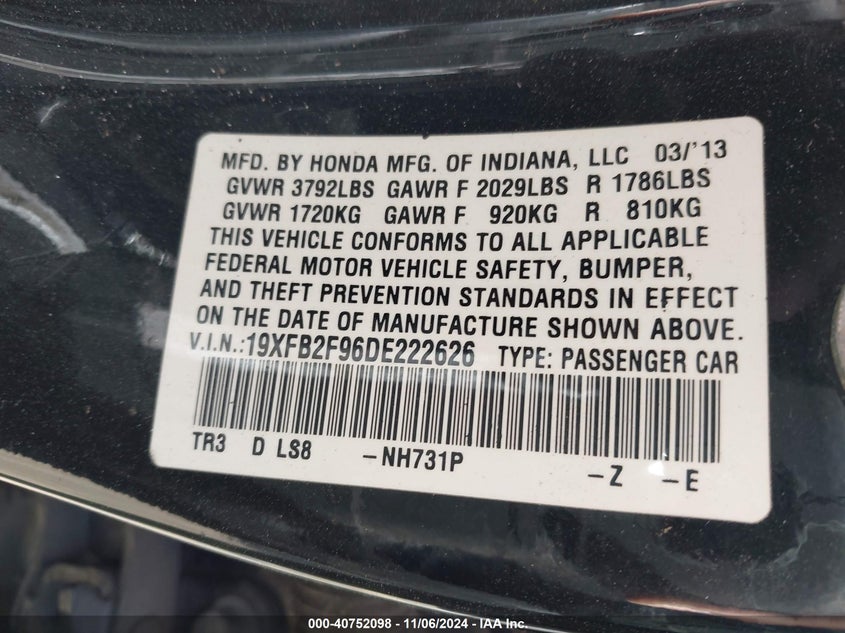 MFD. BY HONDA MFG. OF INDIANA, LLC 03/'13
GVWR 3792LBS GAWR F 2029LBS R 1786LBS
GVWR 1720KG GAWR F 920KG R 810KG
THIS VEHICLE CONFORMS TO ALL APPLICABLE
FEDERAL MOTOR VEHICLE SAFETY, BUMPER,
AND THEFT PREVENTION STANDARDS IN EFFECT
ON THE DATE OF MANUFACTURE SHOWN ABOVE.
V.I.N.:19XFB2F96DE222626 TYPE: PASSENGER CAR
TR3 D LS8 -NH731P -Z -E
000-40752098 - 11/06/2024 - IAA Inc.